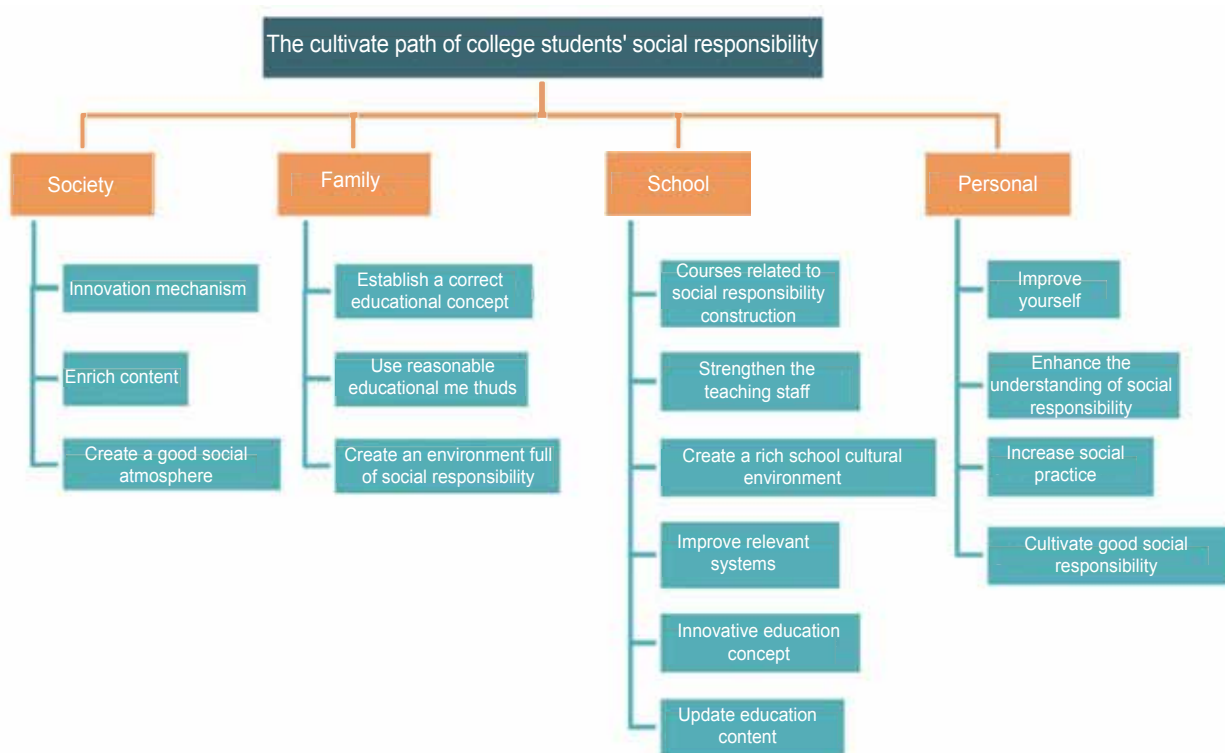 The cultivate path of college students' social responsibility
Society
Innovation mechanism
Enrich content
Create a good social
atmosphere
Family
Establish a correct
educational concept
Use reasonable
educational me thuds
Create an environment full
of social responsibility
School
Courses related to
social responsibility
construction
Strengthen the
teaching staff
Create a rich school cultural
environment
Improve relevant
systems
Innovative education
concept
Update education
content
Personal
Improve
yourself
Enhance the
understanding of social
responsibility
Increase social
practice
Cultivate good social
responsibility